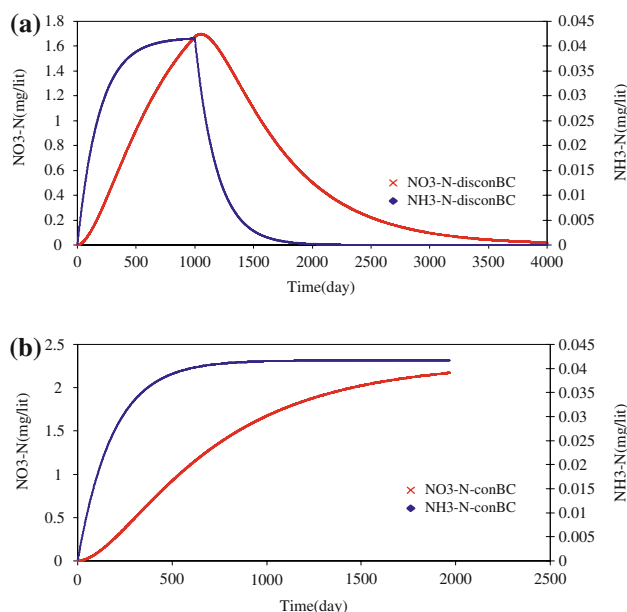 (a)
1.8
1.6
1.4
1.2
1
0.8
0.6
0.4
0.2
0
NO3-N(mg/lit)
0.045
0.04
0.035
0.03
0.025
0.02
0.015
0.01
0.005
0
NH3-N(mg/lit)
NO3-N-disconBC
NH3-N-disconBC
0 500 1000 1500 2000 2500 3000 3500 4000
Time(day)
(b)
2.5
2
1.5
1
0.5
0
NO3-N(mg/lit)
0.045
0.04
0.035
0.03
0.025
0.02
0.015
0.01
0.005
0
NH3-N(mg/lit)
NO3-N-conBC
NH3-N-conBC
0 500 1000 1500 2000 2500
Time(day)